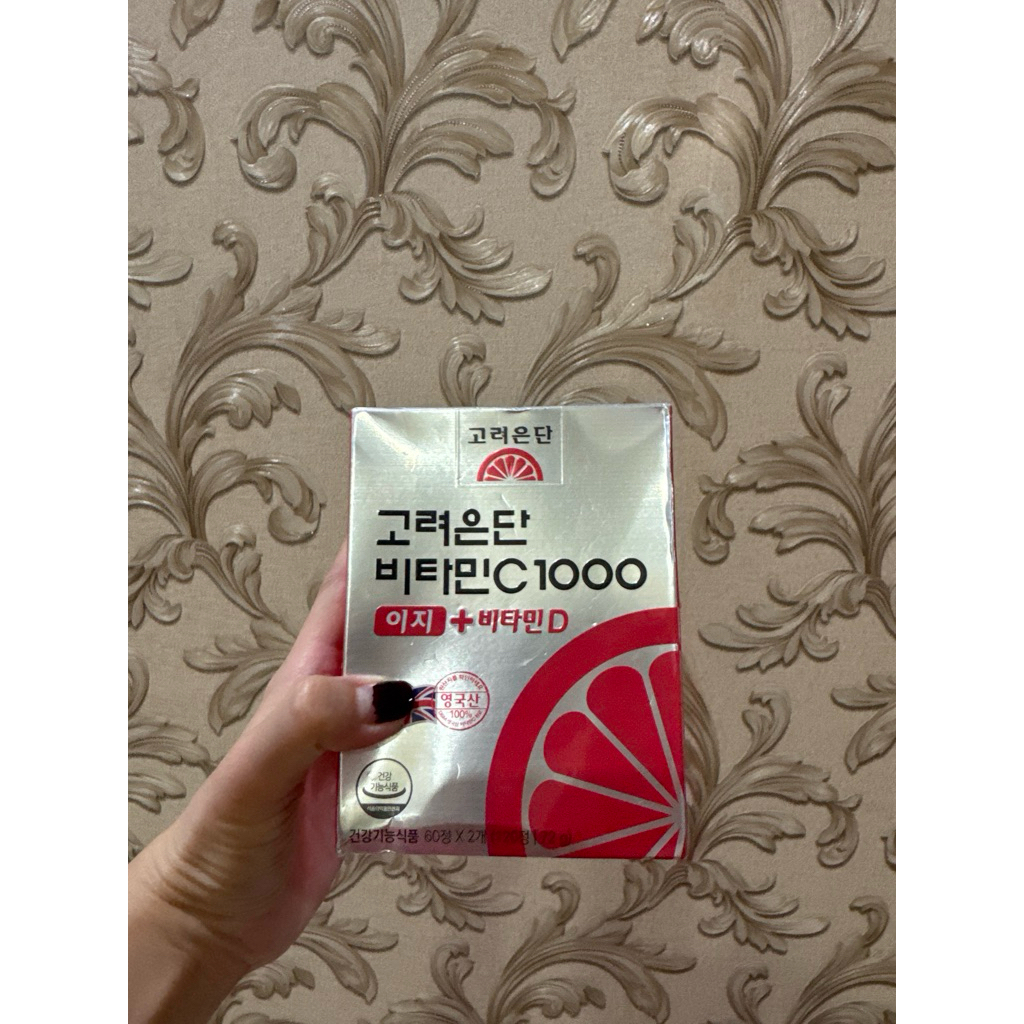 고려은단
고려은단
비타민C1000
이지 + 비타민D
영국산
100%
건강
기능식품
건강기능식품 60정 X 2개